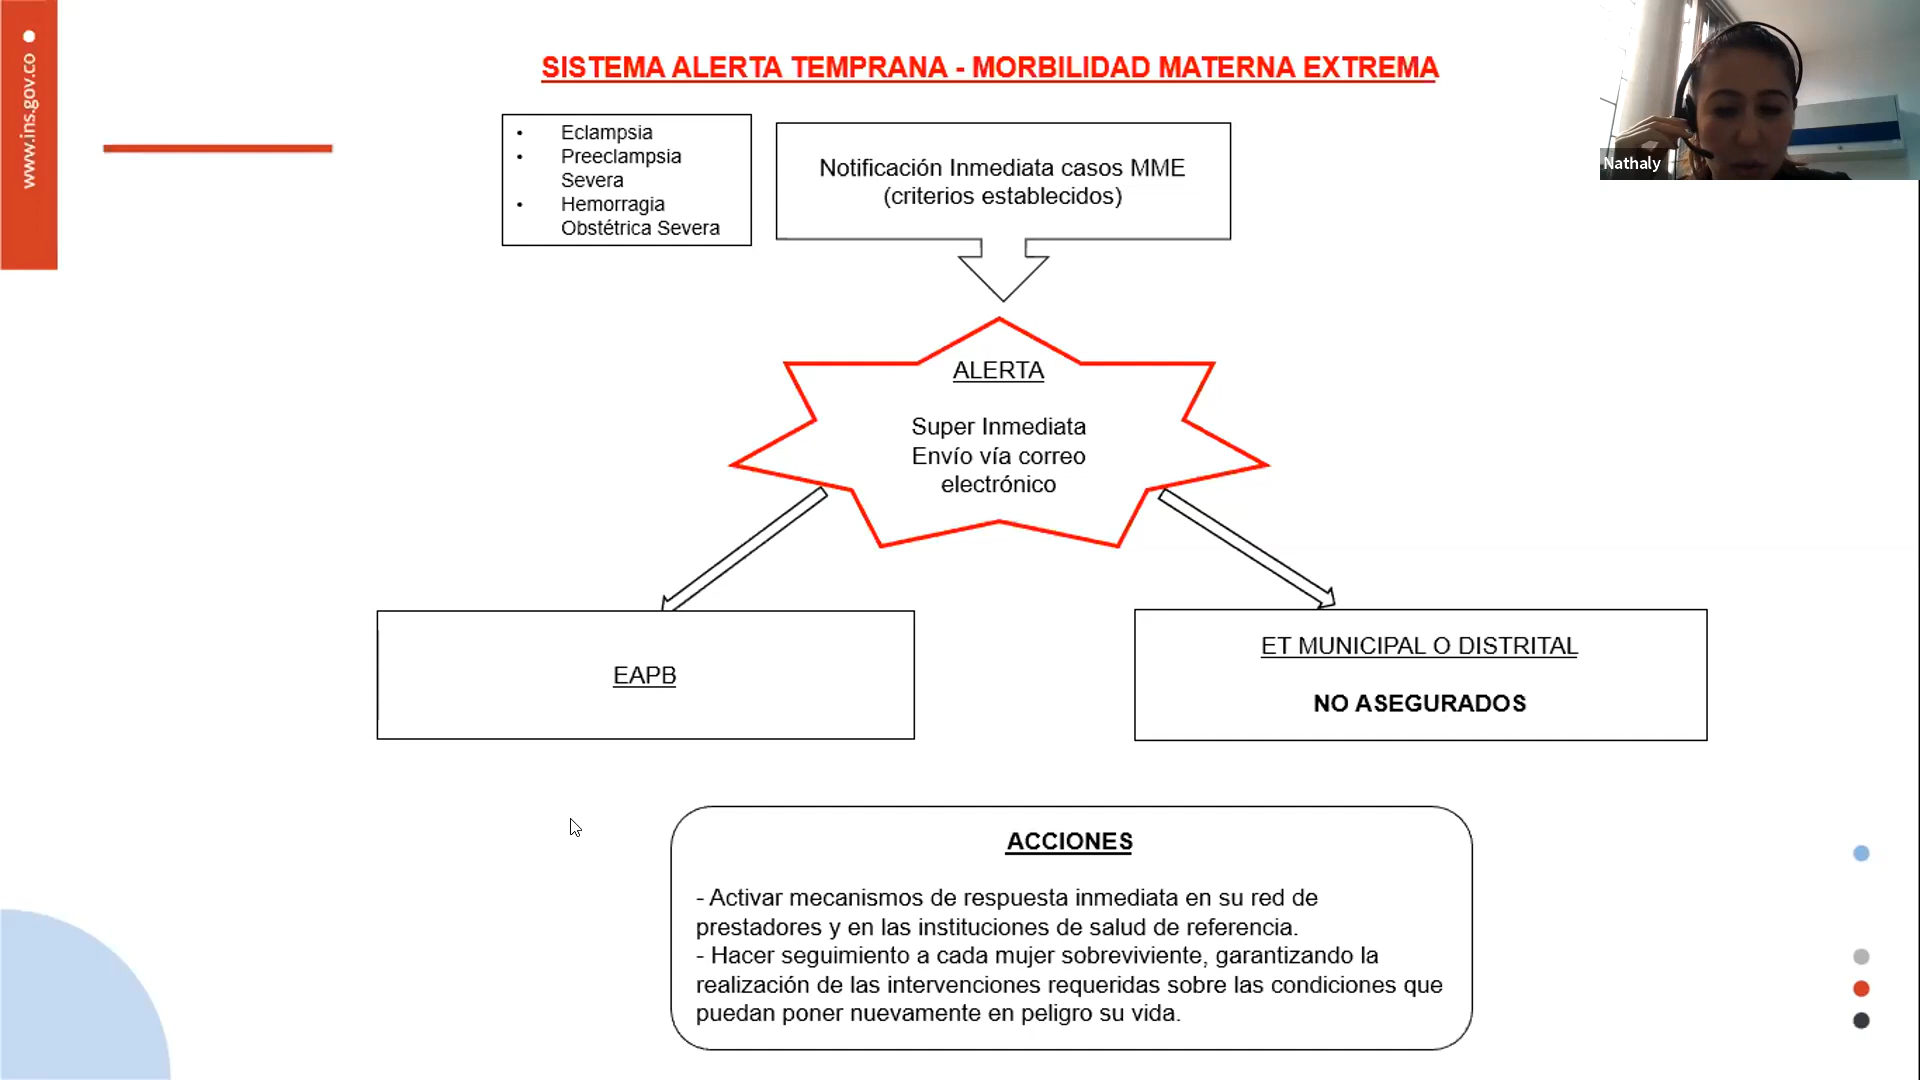 www.ins.gov.co
SISTEMA ALERTA TEMPRANA - MORBILIDAD MATERNA EXTREMA
• Eclampsia
• Preeclampsia
Severa
• Hemorragia
Obstétrica Severa
Notificación Inmediata casos MME
(criterios establecidos)
Nathaly
ALERTA
Super Inmediata
Envío vía correo
electrónico
EAPB
ET MUNICIPAL O DISTRITAL
NO ASEGURADOS
ACCIONES
- Activar mecanismos de respuesta inmediata en su red de
prestadores y en las instituciones de salud de referencia.
- Hacer seguimiento a cada mujer sobreviviente, garantizando la
realización de las intervenciones requeridas sobre las condiciones que
puedan poner nuevamente en peligro su vida.